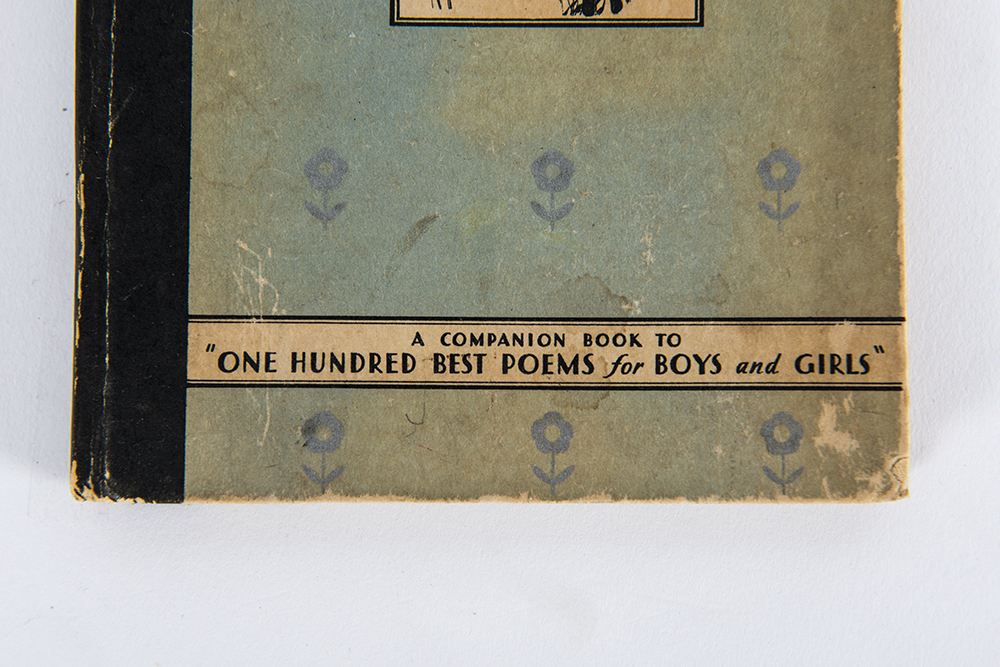 A COMPANION BOOK TO
"ONE HUNDRED BEST POEMS for BOYS and GIRLS"